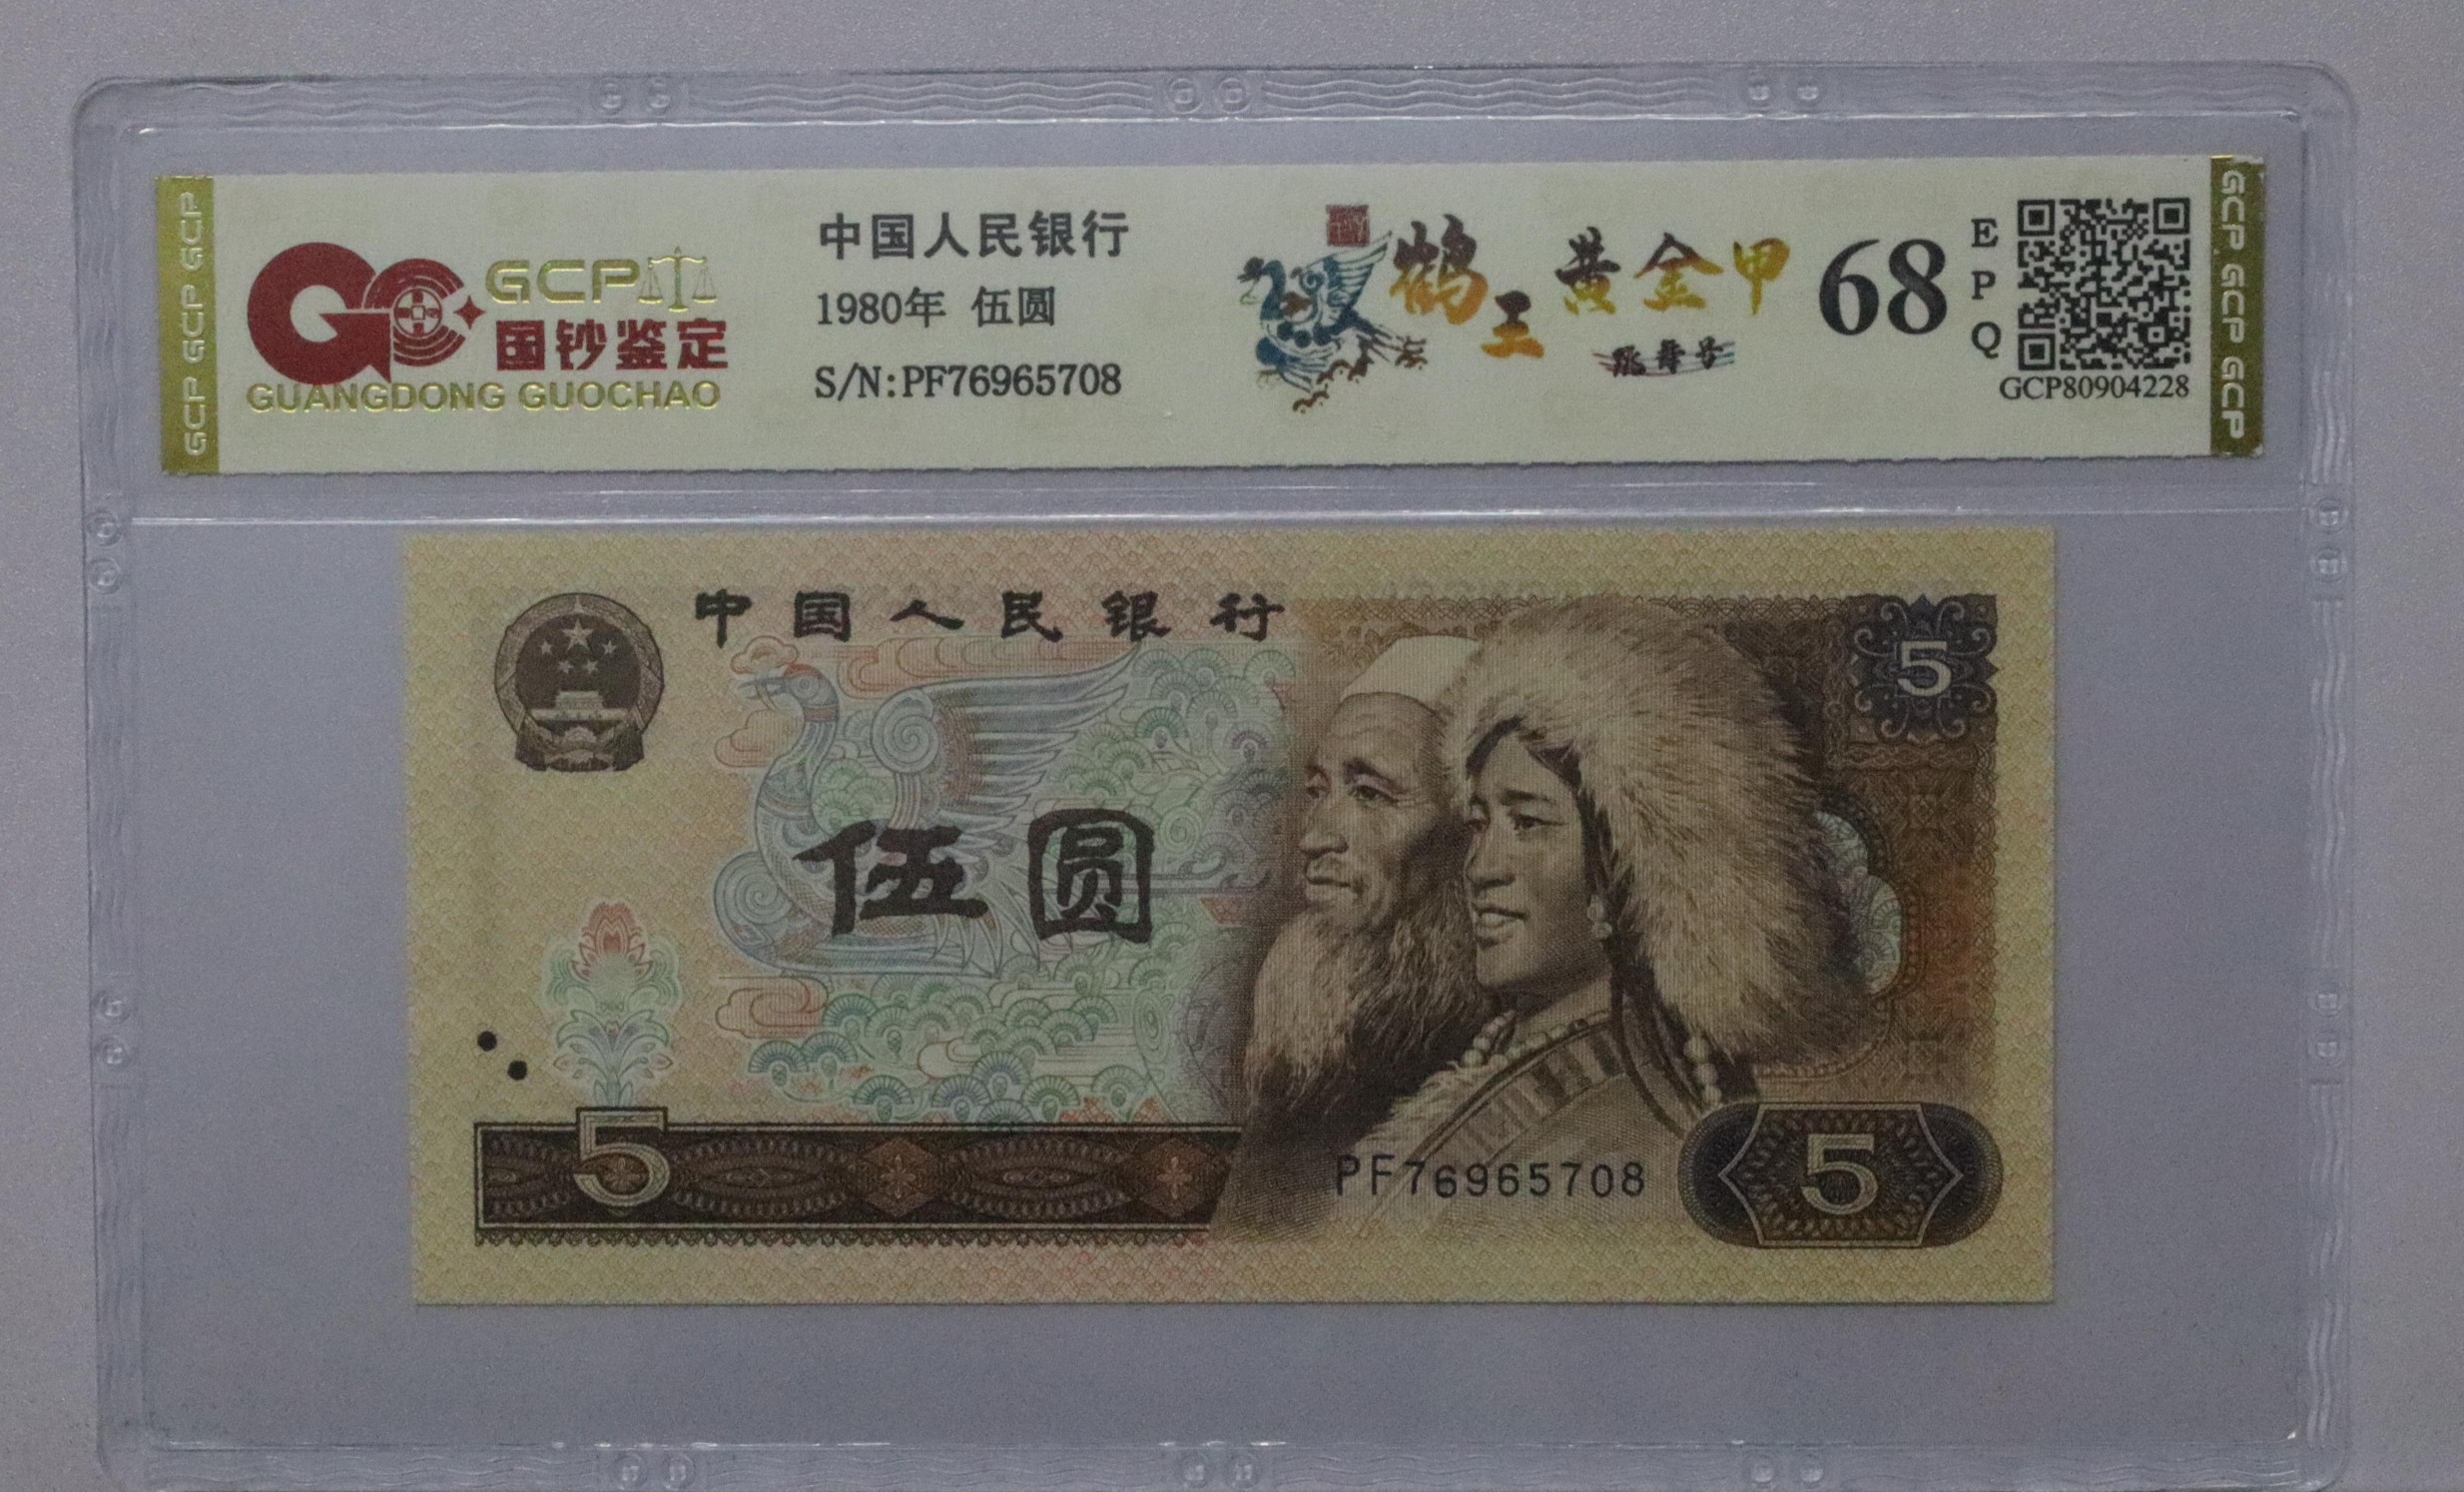 GCP GCP GCP
GCP
国钞鉴定
GUANGDONG GUOCHAO
中国人民银行
1980年 伍圆
S/N:PF76965708
鹤王 黄金甲
68
EPQ
GCP80904228
GCP GCP GCP
中国人民银行
5
伍圆
5
PF76965708
5